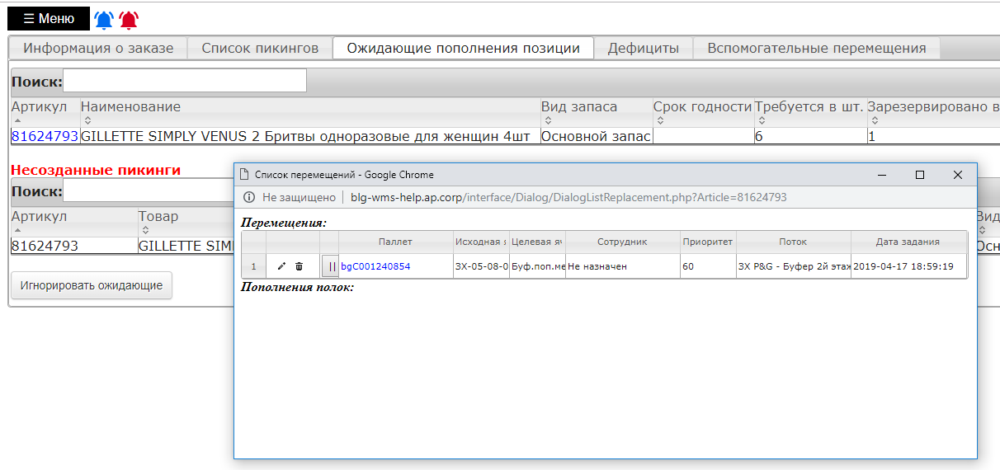 ☰ Меню
Информация о заказе Список пикингов Ожидающие пополнения позиции Дефициты Вспомогательные перемещения
Поиск:
Артикул Наименование Вид запаса Срок годности Требуется в шт. Зарезервировано в
81624793 GILLETTE SIMPLY VENUS 2 Бритвы одноразовые для женщин 4шт Основной запас 6 1
Несозданные пикинги
Поиск:
Артикул Товар Вид
81624793 GILLETTE SIM Осн
Игнорировать ожидающие
Список перемещений - Google Chrome
Не защищено | blg-wms-help.ap.corp/interface/Dialog/DialogListReplacement.php?Article=81624793
Перемещения:
Паллет Исходная я Целевая яч Сотрудник Приоритет Поток Дата задания
1 bgC001240854 ЗХ-05-08-0 Буф.поп.ме Не назначен 60 ЗХ P&G - Буфер 2й этаж 2019-04-17 18:59:19
Пополнения полок: